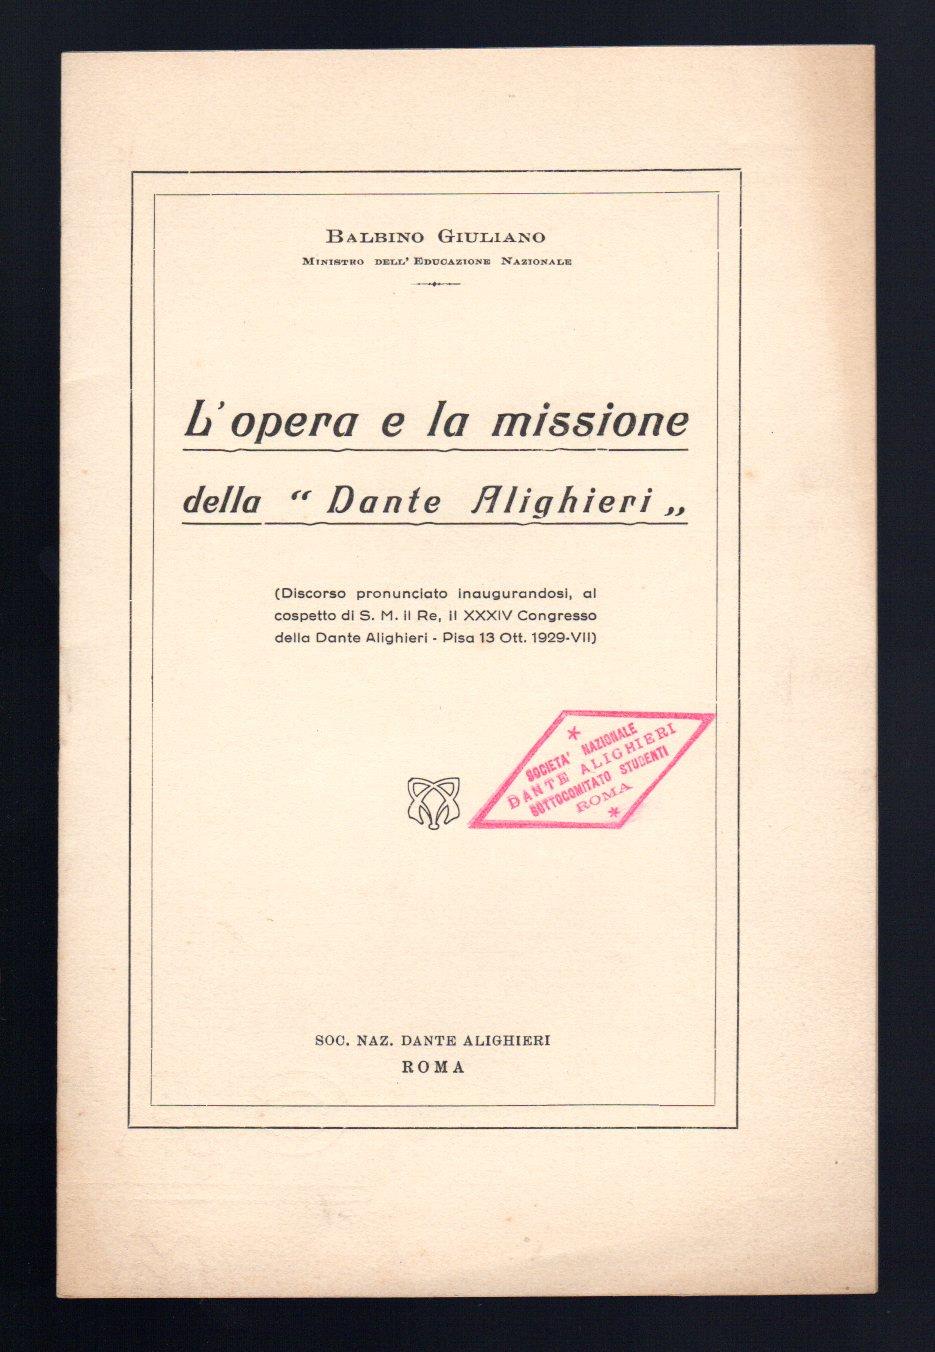 BALBINO GIULIANO
MINISTRO DELL' EDUCAZIONE NAZIONALE
L'opera e la missione
della “ Dante Alighieri „
(Discorso pronunciato inaugurandosi, al
cospetto di S. M. il Re, il XXXIV Congresso
della Dante Alighieri - Pisa 13 Ott. 1929-VII)
*
SOCIETA' NAZIONALE
DANTE ALIGHIERI
SOTTOCOMITATO STUDENTI
ROMA
*
SOC. NAZ. DANTE ALIGHIERI
ROMA